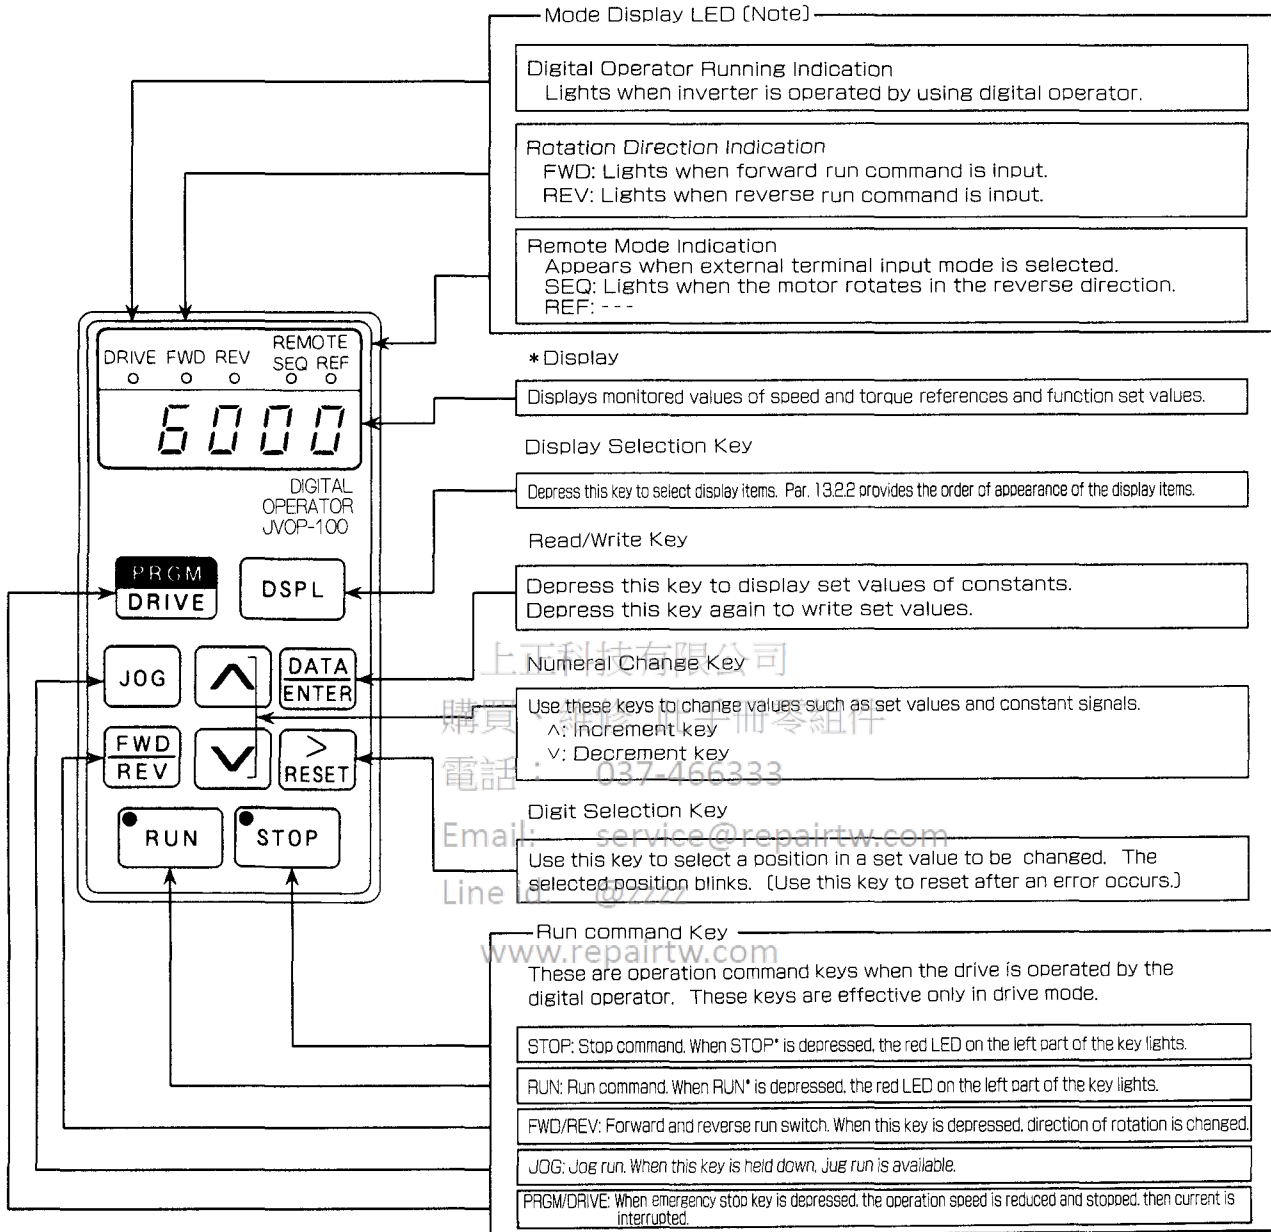 Mode Display LED (Note)
Digital Operator Running Indication
Lights when inverter is operated by using digital operator.
Rotation Direction Indication
FWD: Lights when forward run command is input.
REV: Lights when reverse run command is input.
Remote Mode Indication
Appears when external terminal input mode is selected.
SEQ: Lights when the motor rotates in the reverse direction.
REF: ---
DRIVE FWD REV REMOTE
SEQ REF
6000
DIGITAL
OPERATOR
JVOP-100
PRGM
DRIVE
DSPL
JOG
∧
DATA
ENTER
FWD
REV
∨
>
RESET
RUN
STOP
*Display
Displays monitored values of speed and torque references and function set values.
Display Selection Key
Depress this key to select display items. Par. 13.2.2 provides the order of appearance of the display items.
Read/Write Key
Depress this key to display set values of constants.
Depress this key again to write set values.
Numeral Change Key
Use these keys to change values such as set values and constant signals.
∧: Increment key
∨: Decrement key
Digit Selection Key
Use this key to select a position in a set value to be changed. The
selected position blinks. (Use this key to reset after an error occurs.)
Run command Key
These are operation command keys when the drive is operated by the
digital operator. These keys are effective only in drive mode.
STOP: Stop command. When STOP* is depressed, the red LED on the left part of the key lights.
RUN: Run command. When RUN* is depressed, the red LED on the left part of the key lights.
FWD/REV: Forward and reverse run switch. When this key is depressed, direction of rotation is changed.
JOG: Jog run. When this key is held down, jug run is available.
PRGM/DRIVE: When emergency stop key is depressed, the operation speed is reduced and stopped, then current is
interrupted.
上正科技有限公司
購買、維修 此手冊零組件
電話： 037-466333
Email: service@repairtw.com
Line id: @zzzz
www.repairtw.com